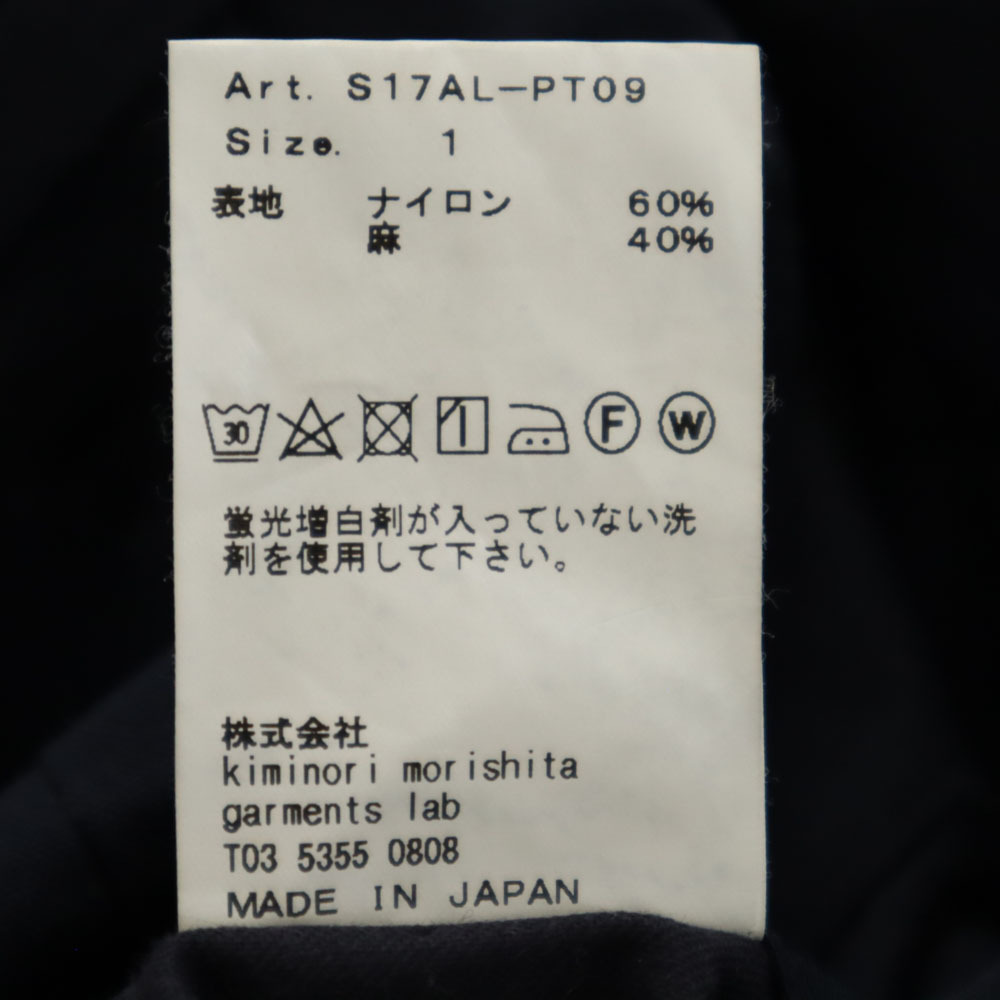 Art. S17AL-PT09
Size. 1
表地 ナイロン 60%
麻 40%
30 F W
蛍光増白剤が入っていない洗
剤を使用して下さい。
株式会社
kiminori morishita
garments lab
T03 5355 0808
MADE IN JAPAN